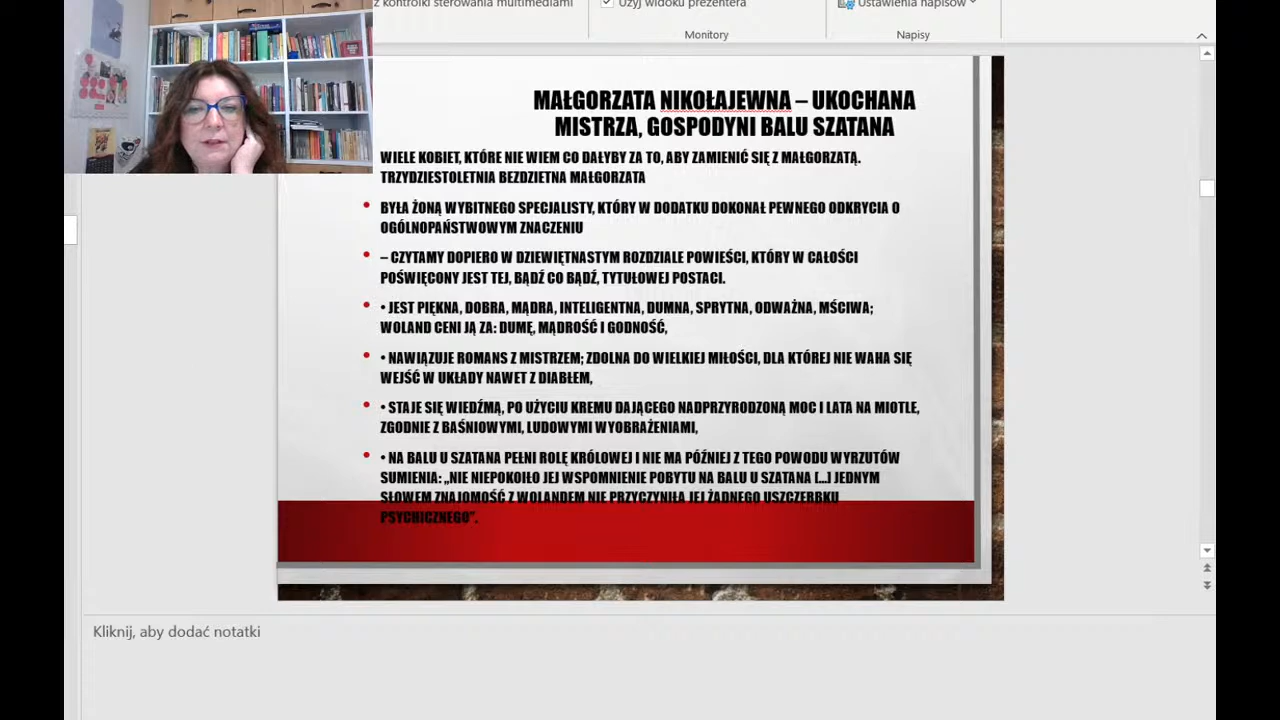 z kontrolki sterowania multimediami
Użyj widoku prezentera
Ustawienia napisów
Monitory
Napisy
MAŁGORZATA NIKOŁAJEWNA – UKOCHANA
MISTRZA, GOSPODYNI BALU SZATANA
WIELE KOBIET, KTÓRE NIE WIEM CO DAŁYBY ZA TO, ABY ZAMIENIĆ SIĘ Z MAŁGORZATĄ.
TRZYDZIESTOLETNIA BEZDZIETNA MAŁGORZATA
• BYŁA ŻONĄ WYBITNEGO SPECJALISTY, KTÓRY W DODATKU DOKONAŁ PEWNEGO ODKRYCIA O
OGÓLNOPAŃSTWOWYM ZNACZENIU
• – CZYTAMY DOPIERO W DZIEWIĘTNASTYM ROZDZIALE POWIEŚCI, KTÓRY W CAŁOŚCI
POŚWIĘCONY JEST TEJ, BĄDŹ CO BĄDŹ, TYTUŁOWEJ POSTACI.
• • JEST PIĘKNA, DOBRA, MĄDRA, INTELIGENTNA, DUMNA, SPRYTNA, ODWAŻNA, MŚCIWA;
WOLAND CENI JĄ ZA: DUMĘ, MĄDROŚĆ I GODNOŚĆ,
• • NAWIĄZUJE ROMANS Z MISTRZEM; ZDOLNA DO WIELKIEJ MIŁOŚCI, DLA KTÓREJ NIE WAHA SIĘ
WEJŚĆ W UKŁADY NAWET Z DIABŁEM,
• • STAJE SIĘ WIEDŹMĄ, PO UŻYCIU KREMU DAJĄCEGO NADPRZYRODZONĄ MOC I LATA NA MIOTLE,
ZGODNIE Z BAŚNIOWYMI, LUDOWYMI WYOBRAŻENIAMI,
• • NA BALU U SZATANA PEŁNI ROLĘ KRÓLOWEJ I NIE MA PÓŹNIEJ Z TEGO POWODU WYRZUTÓW
SUMIENIA: „NIE NIEPOKOIŁO JEJ WSPOMNIENIE POBYTU NA BALU U SZATANA [...] JEDNYM
SŁOWEM ZNAJOMOŚĆ Z WOLANDEM NIE PRZYCZYNIŁA JEJ ŻADNEGO USZCZERBKU
PSYCHICZNEGO”.
Kliknij, aby dodać notatki